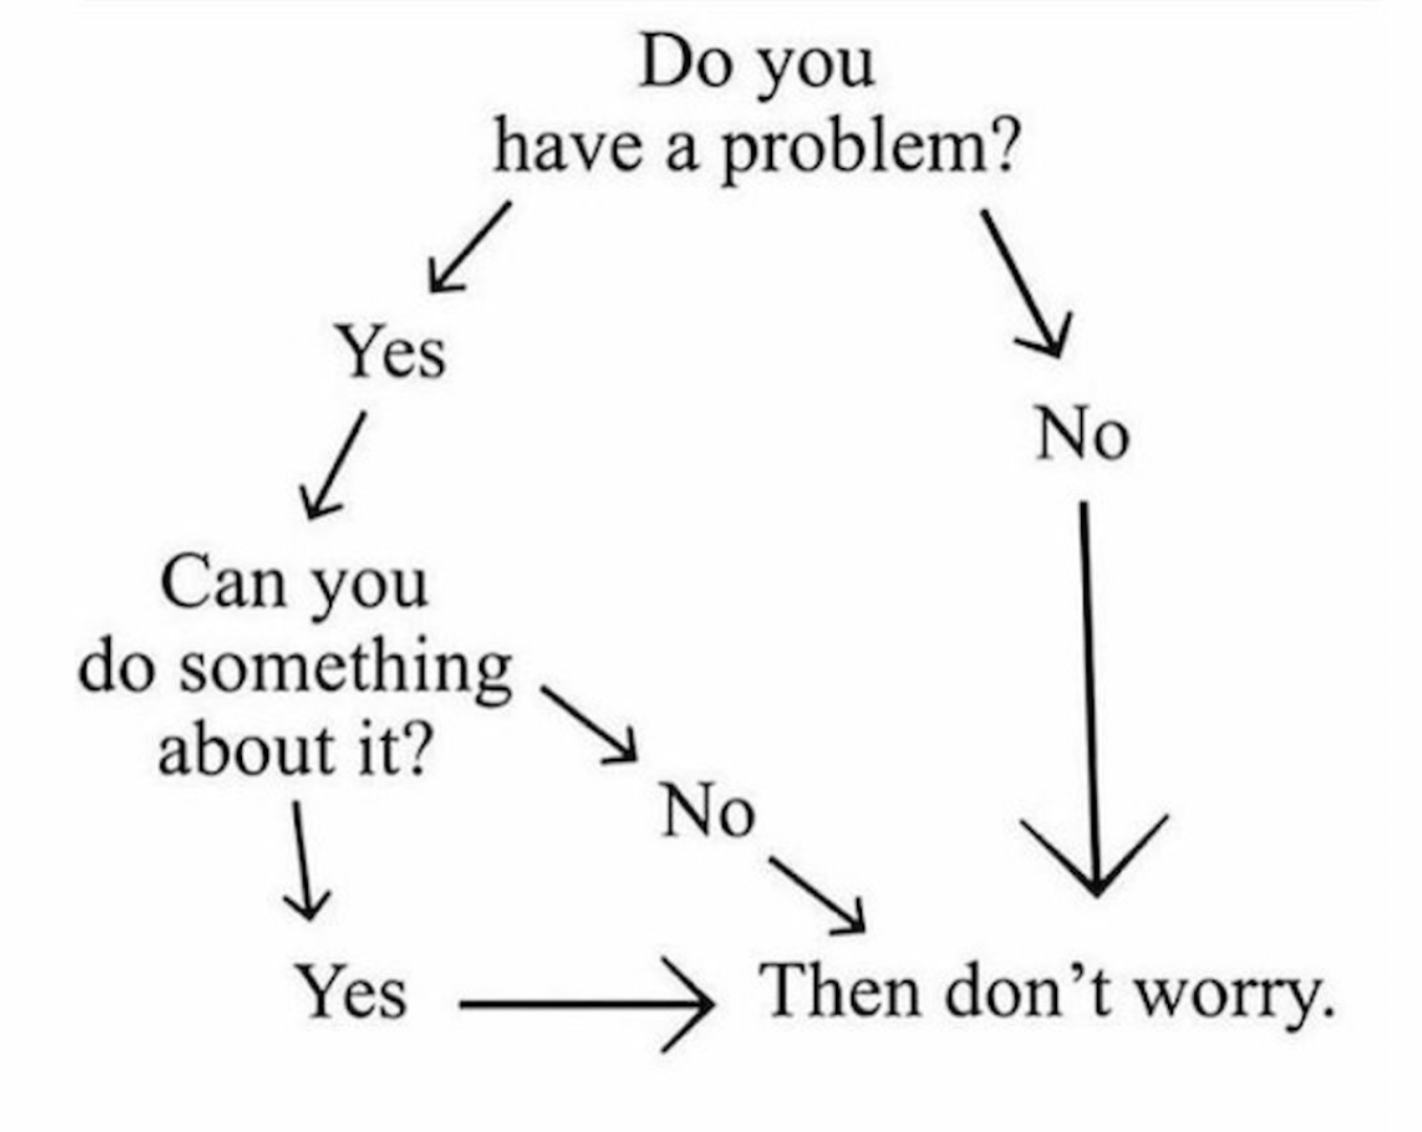 Do you
have a problem?
Yes
No
Can you
do something
about it?
No
Yes
Then don’t worry.